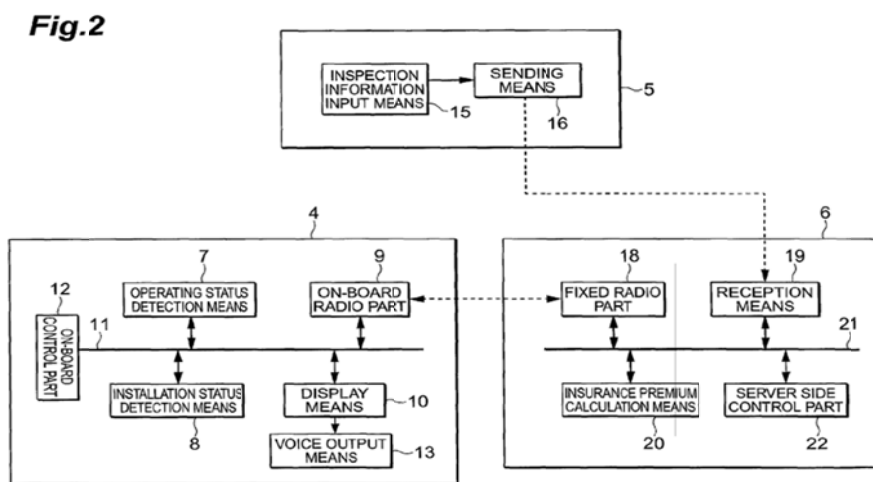 Fig.2
INSPECTION
INFORMATION
INPUT MEANS
15
SENDING
MEANS
16
5
4
7
OPERATING STATUS
DETECTION MEANS
9
ON-BOARD
RADIO PART
12
ON-BOARD
CONTROL PART
11
INSTALLATION STATUS
DETECTION MEANS
8
DISPLAY
MEANS
10
VOICE OUTPUT
MEANS
13
6
18
FIXED RADIO
PART
19
RECEPTION
MEANS
21
INSURANCE PREMIUM
CALCULATION MEANS
20
SERVER SIDE
CONTROL PART
22